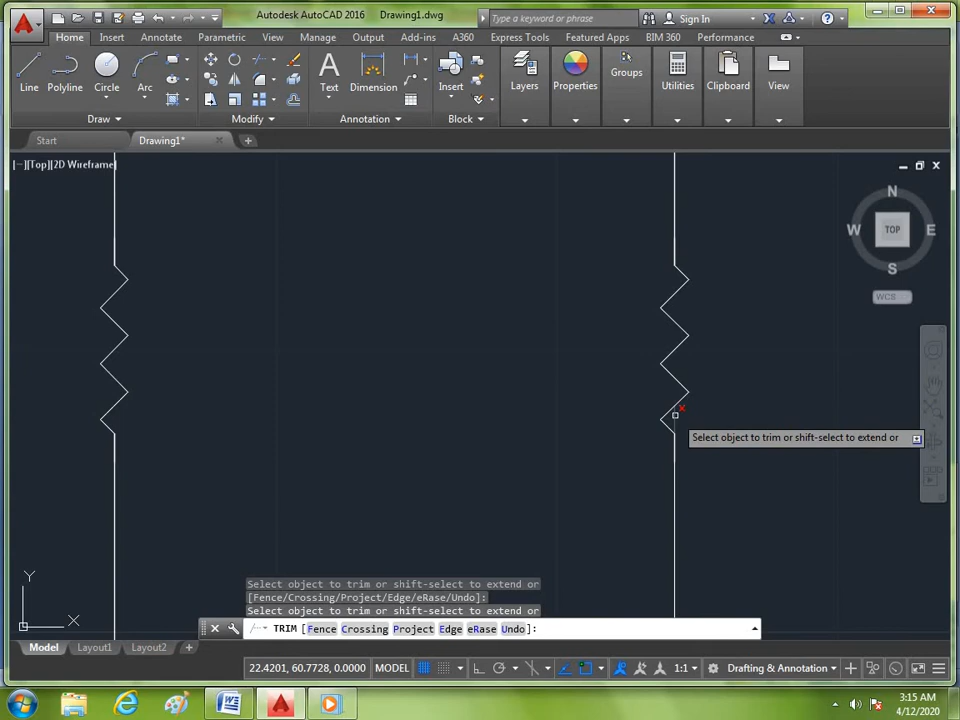 Autodesk AutoCAD 2016 Drawing1.dwg
Type a keyword or phrase
Sign In
Home Insert Annotate Parametric View Manage Output Add-ins A360 Express Tools Featured Apps BIM 360 Performance
Line Polyline Circle Arc Text Dimension Insert Layers Properties Groups Utilities Clipboard View
Draw Modify Annotation Block
Start Drawing1*
[−][Top][2D Wireframe]
N
W TOP E
S
WCS
Select object to trim or shift-select to extend or
Y
X
Select object to trim or shift-select to extend or
[Fence/Crossing/Project/Edge/eRase/Undo]:
Select object to trim or shift-select to extend or
TRIM [Fence Crossing Project Edge eRase Undo]:
Model Layout1 Layout2
22.4201, 60.7728, 0.0000 MODEL 1:1 Drafting & Annotation
3:15 AM
4/12/2020